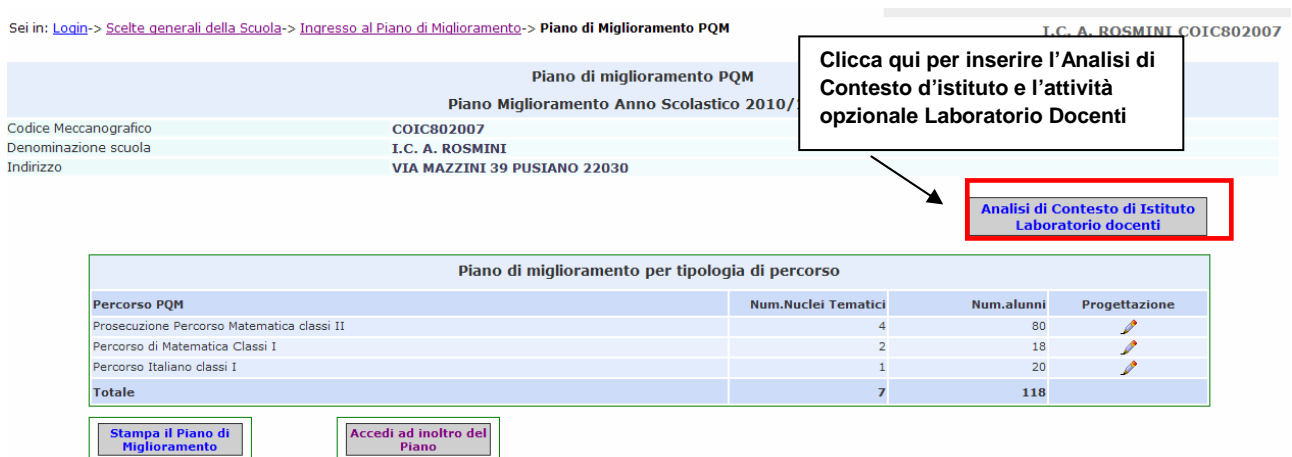 Sei in: Login-> Scelte generali della Scuola-> Ingresso al Piano di Miglioramento-> Piano di Miglioramento PQM
I.C. A. ROSMINI COIC802007
Clicca qui per inserire l'Analisi di
Contesto d'istituto e l'attività
opzionale Laboratorio Docenti
Piano di miglioramento PQM
Piano Miglioramento Anno Scolastico 2010/
Codice Meccanografico COIC802007
Denominazione scuola I.C. A. ROSMINI
Indirizzo VIA MAZZINI 39 PUSIANO 22030
Analisi di Contesto di Istituto
Laboratorio docenti
Piano di miglioramento per tipologia di percorso
Percorso PQM Num.Nuclei Tematici Num.alunni Progettazione
Prosecuzione Percorso Matematica classi II 4 80
Percorso di Matematica Classi I 2 18
Percorso Italiano classi I 1 20
Totale 7 118
Stampa il Piano di
Miglioramento
Accedi ad inoltro del
Piano